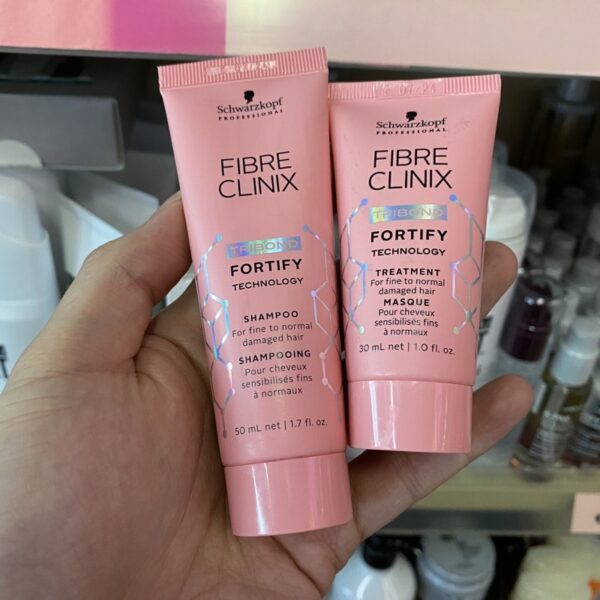 Schwarzkopf
PROFESSIONAL
FIBRE
CLINIX
TRIBOND
FORTIFY
TECHNOLOGY
SHAMPOO
For fine to normal
damaged hair
SHAMPOOING
Pour cheveux
sensibilisés fins
à normaux
50 mL net | 1.7 fl. oz.
Schwarzkopf
PROFESSIONAL
FIBRE
CLINIX
TRIBOND
FORTIFY
TECHNOLOGY
TREATMENT
For fine to normal
damaged hair
MASQUE
Pour cheveux
sensibilisés fins
à normaux
30 mL net | 1.0 fl. oz.